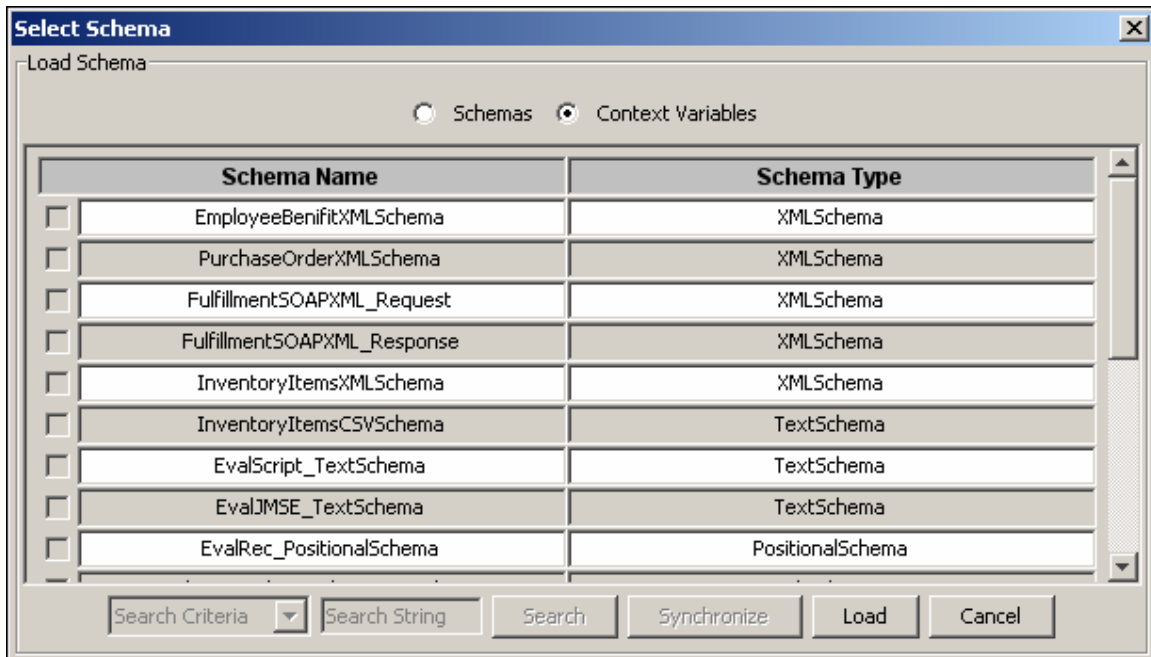 Select Schema
Load Schema
Schemas Context Variables
Schema Name Schema Type
EmployeeBenifitXMLSchema XMLSchema
PurchaseOrderXMLSchema XMLSchema
FulfillmentSOAPXML_Request XMLSchema
FulfillmentSOAPXML_Response XMLSchema
InventoryItemsXMLSchema XMLSchema
InventoryItemsCSVSchema TextSchema
EvalScript_TextSchema TextSchema
EvalJMSE_TextSchema TextSchema
EvalRec_PositionalSchema PositionalSchema
Search Criteria Search String Search Synchronize Load Cancel